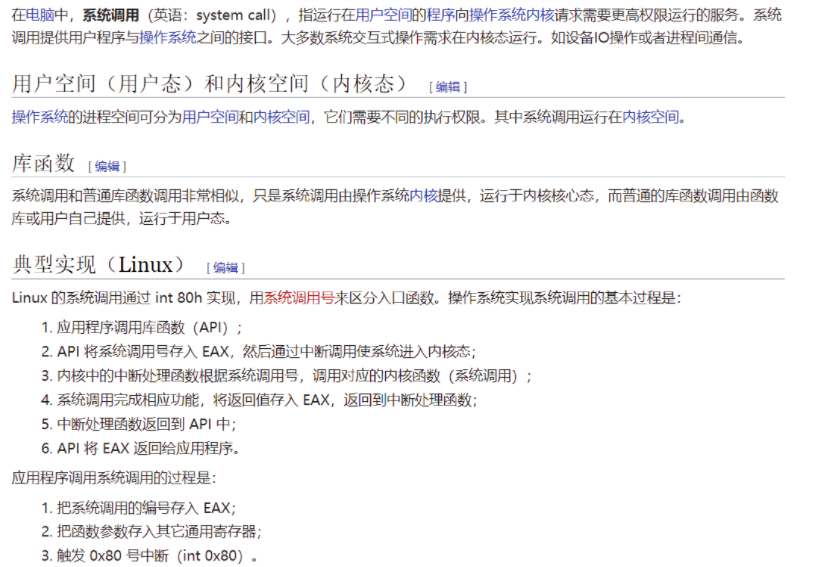 在电脑中，系统调用（英语：system call），指运行在用户空间的程序向操作系统内核请求需要更高权限运行的服务。系统
调用提供用户程序与操作系统之间的接口。大多数系统交互式操作需求在内核态运行。如设备IO操作或者进程间通信。
用户空间（用户态）和内核空间（内核态） [编辑]
操作系统的进程空间可分为用户空间和内核空间，它们需要不同的执行权限。其中系统调用运行在内核空间。
库函数 [编辑]
系统调用和普通库函数调用非常相似，只是系统调用由操作系统内核提供，运行于内核核心态，而普通的库函数调用由函数
库或用户自己提供，运行于用户态。
典型实现（Linux） [编辑]
Linux 的系统调用通过 int 80h 实现，用系统调用号来区分入口函数。操作系统实现系统调用的基本过程是：
1. 应用程序调用库函数（API）；
2. API 将系统调用号存入 EAX，然后通过中断调用使系统进入内核态；
3. 内核中的中断处理函数根据系统调用号，调用对应的内核函数（系统调用）；
4. 系统调用完成相应功能，将返回值存入 EAX，返回到中断处理函数；
5. 中断处理函数返回到 API 中；
6. API 将 EAX 返回给应用程序。
应用程序调用系统调用的过程是：
1. 把系统调用的编号存入 EAX；
2. 把函数参数存入其它通用寄存器；
3. 触发 0x80 号中断（int 0x80）。